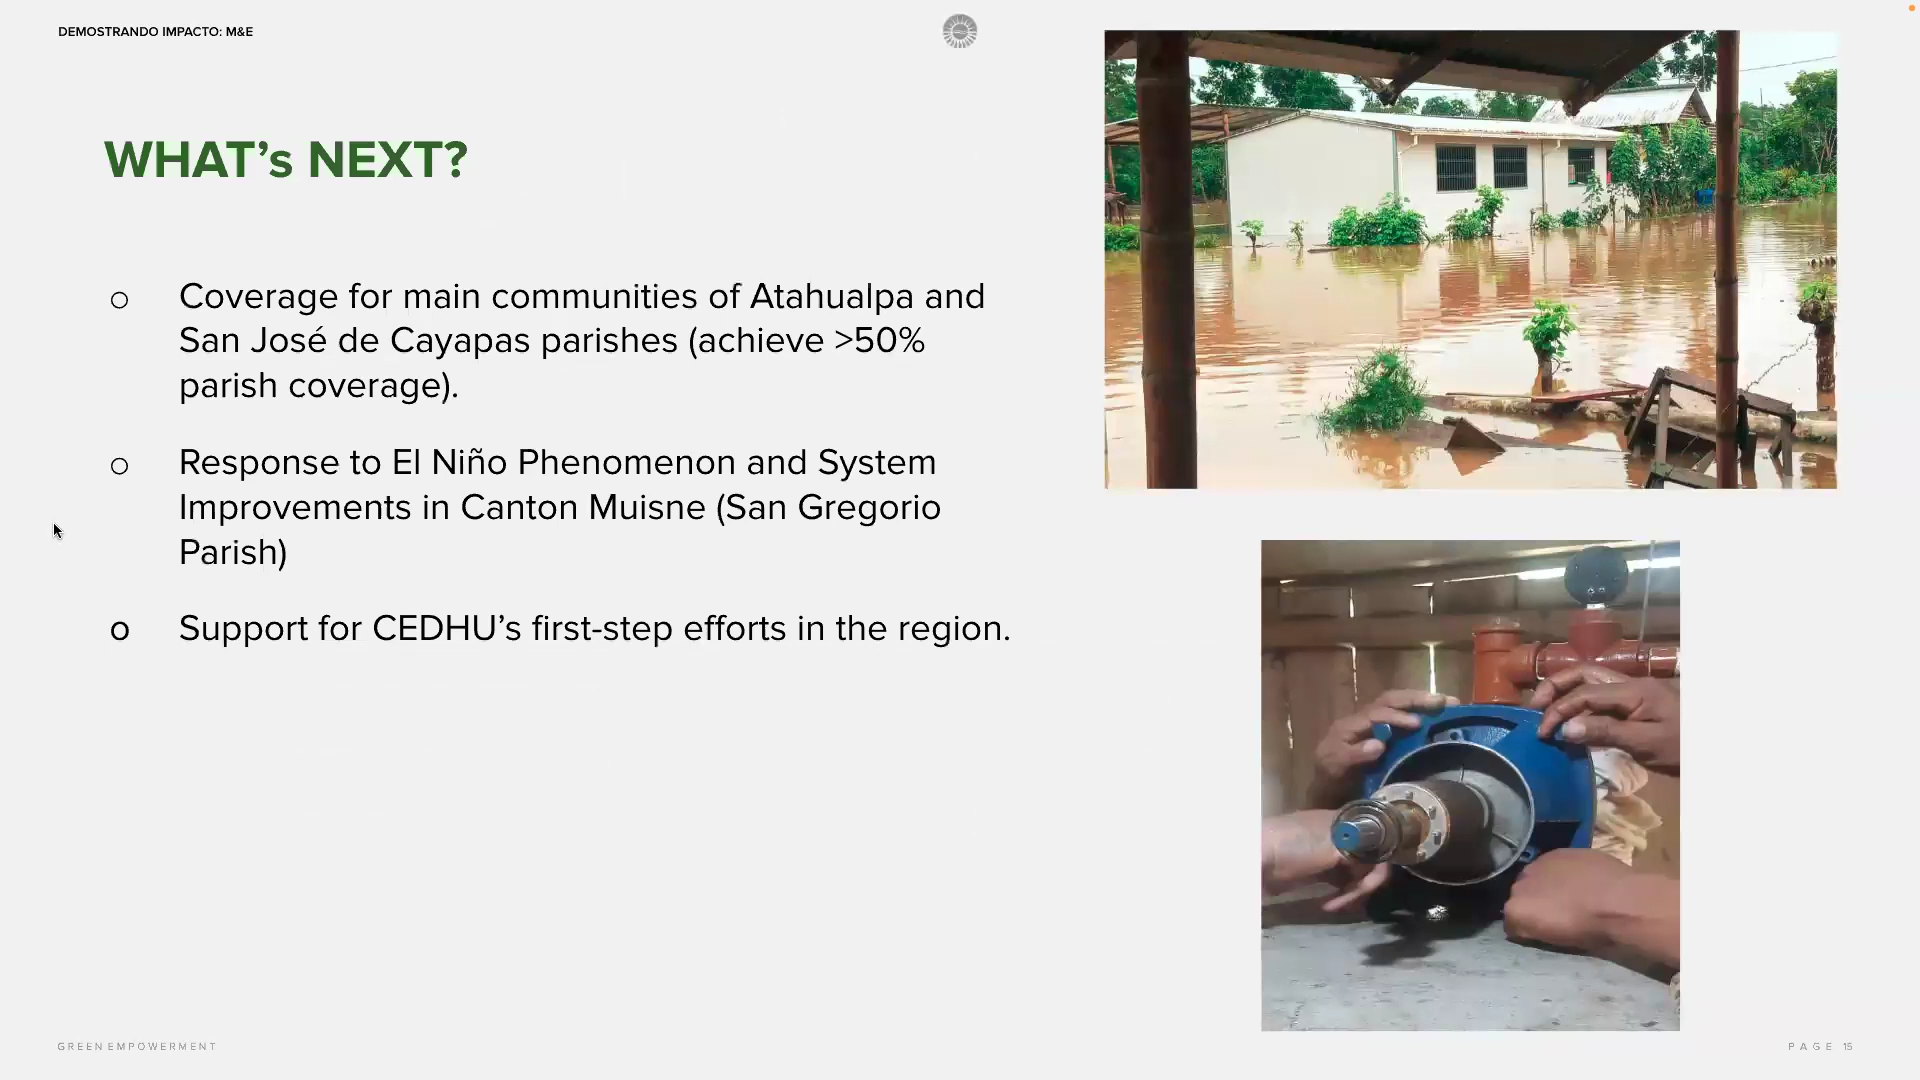 DEMOSTRANDO IMPACTO: M&E
WHAT’s NEXT?
o Coverage for main communities of Atahualpa and
San José de Cayapas parishes (achieve >50%
parish coverage).
o Response to El Niño Phenomenon and System
Improvements in Canton Muisne (San Gregorio
Parish)
o Support for CEDHU’s first-step efforts in the region.
GREEN EMPOWERMENT
PAGE 15